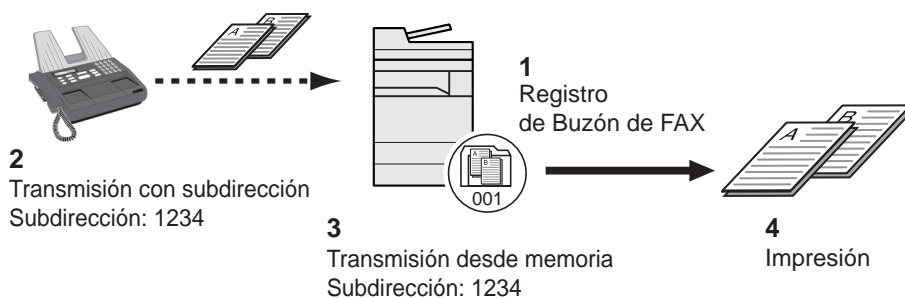 A
B
1
Registro
de Buzón de FAX
A
B
001
A
B
2
Transmisión con subdirección
Subdirección: 1234
3
Transmisión desde memoria
Subdirección: 1234
4
Impresión